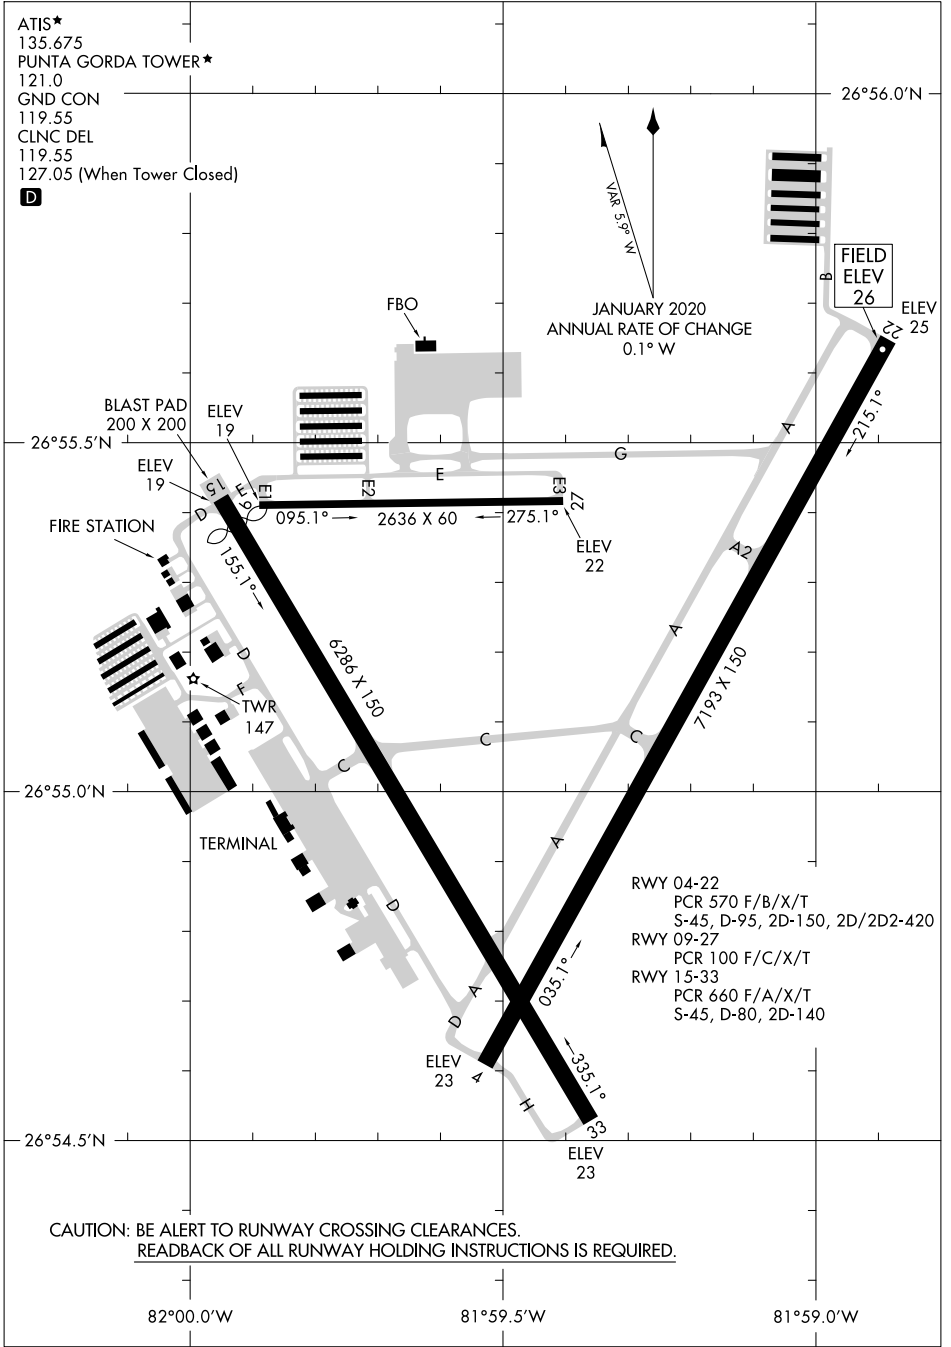 ATIS★
135.675
PUNTA GORDA TOWER★
121.0
GND CON
119.55
CLNC DEL
119.55
127.05 (When Tower Closed)
D
26°56.0'N
VAR 5.9° W
JANUARY 2020
ANNUAL RATE OF CHANGE
0.1° W
B
FIELD
ELEV
26
ELEV
25
22
FBO
BLAST PAD
200 X 200
ELEV
19
215.1°
A
26°55.5'N
G
E
ELEV
19
15
E
E1
E2
E3
9
27
D
095.1°
2636 X 60
275.1°
FIRE STATION
A2
ELEV
22
155.1°
A
D
6286 X 150
7193 X 150
F
TWR
147
C
C
C
26°55.0'N
TERMINAL
A
RWY 04-22
PCR 570 F/B/X/T
S-45, D-95, 2D-150, 2D/2D2-420
RWY 09-27
PCR 100 F/C/X/T
RWY 15-33
PCR 660 F/A/X/T
S-45, D-80, 2D-140
D
A
035.1°
D
ELEV
23
4
335.1°
H
33
26°54.5'N
ELEV
23
CAUTION: BE ALERT TO RUNWAY CROSSING CLEARANCES.
READBACK OF ALL RUNWAY HOLDING INSTRUCTIONS IS REQUIRED.
82°00.0'W
81°59.5'W
81°59.0'W